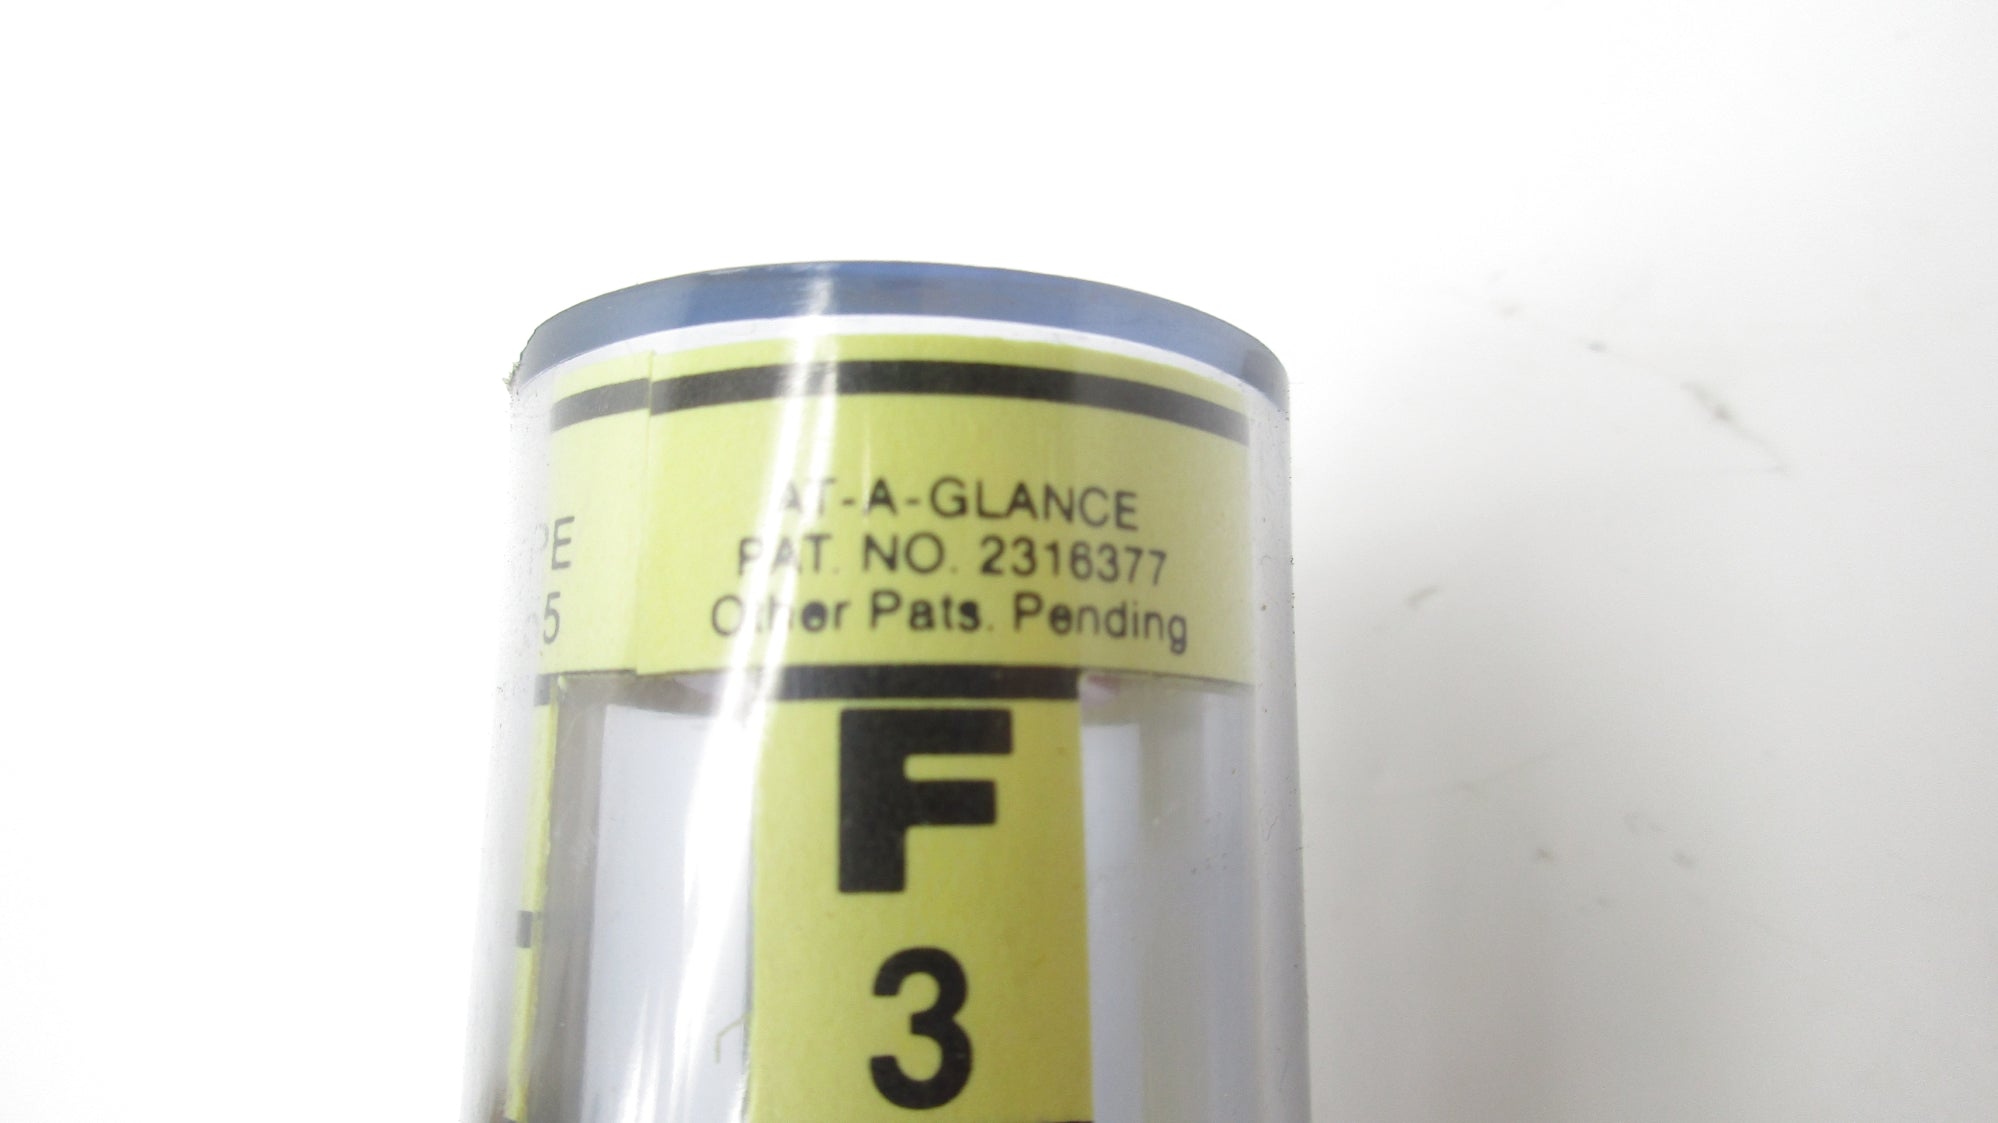 AT-A-GLANCE
PAT. NO. 2316377
Other Pats. Pending
F
3